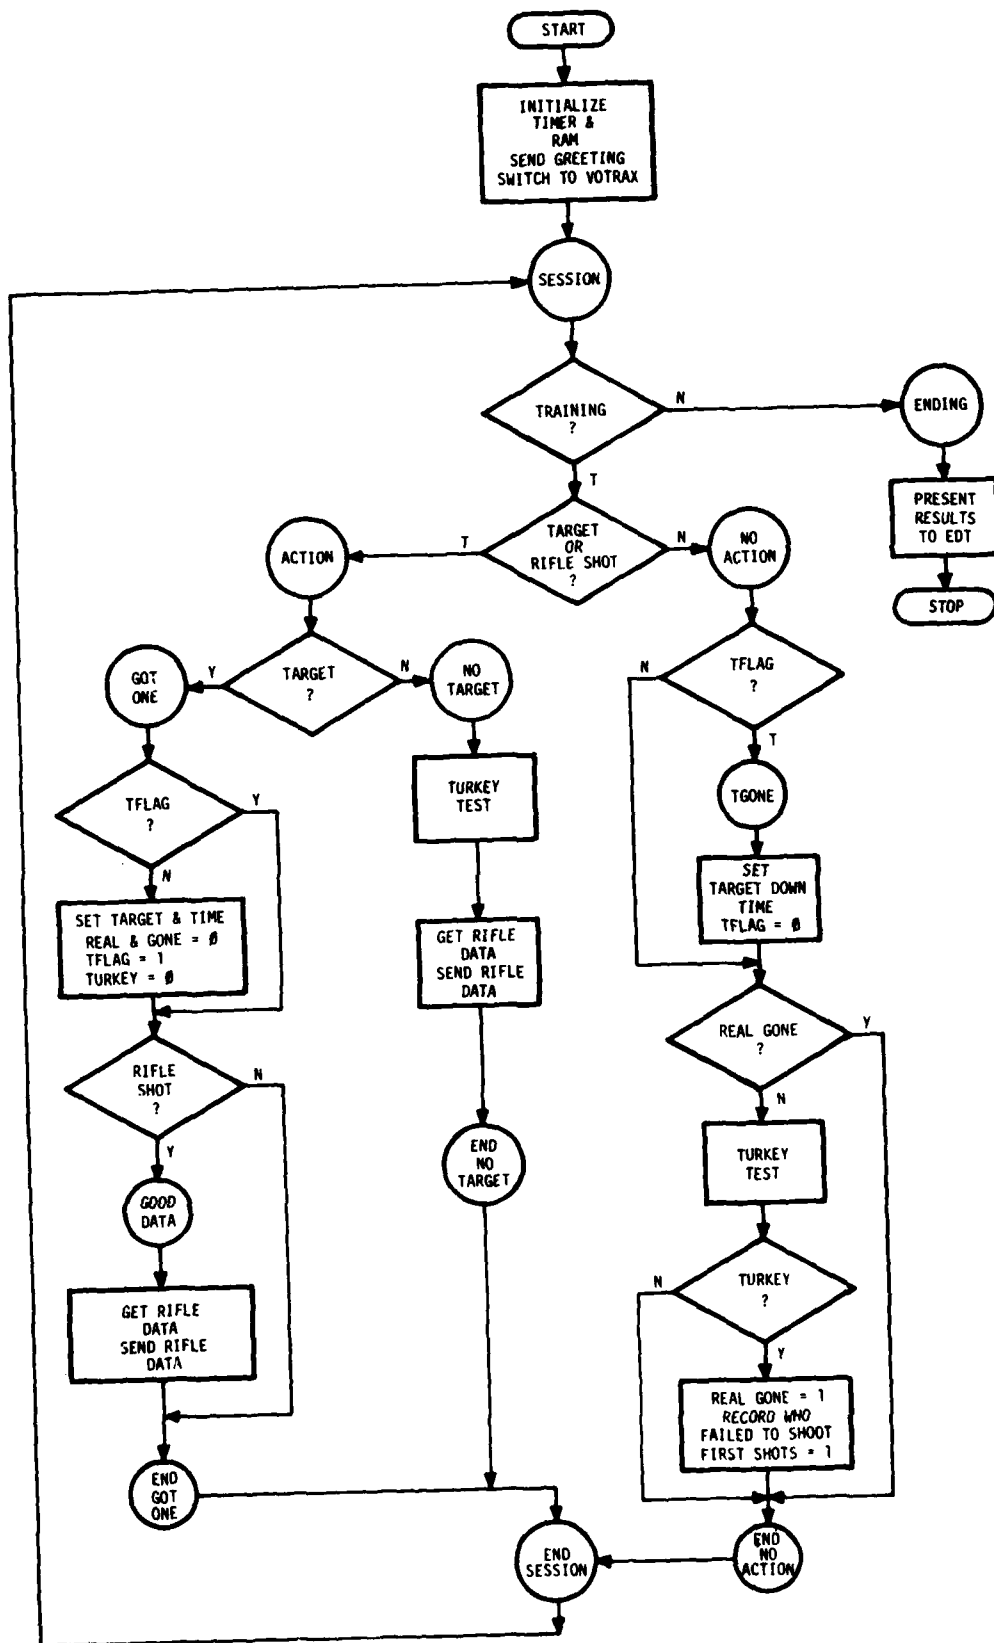 START
INITIALIZE
TIMER &
RAM
SEND GREETING
SWITCH TO VOTRAX
SESSION
TRAINING
?
N
ENDING
T
PRESENT
RESULTS
TO EDT
STOP
TARGET
OR
RIFLE SHOT
?
T
N
ACTION
NO
ACTION
TARGET
?
Y
N
GOT
ONE
NO
TARGET
TFLAG
?
N
T
TFLAG
?
Y
N
TURKEY
TEST
TGONE
SET
TARGET DOWN
TIME
TFLAG = 0
SET TARGET & TIME
REAL & GONE = 0
TFLAG = 1
TURKEY = 0
GET RIFLE
DATA
SEND RIFLE
DATA
REAL GONE
?
Y
N
RIFLE
SHOT
?
N
Y
END
NO
TARGET
TURKEY
TEST
GOOD
DATA
TURKEY
?
N
Y
GET RIFLE
DATA
SEND RIFLE
DATA
REAL GONE = 1
RECORD WHO
FAILED TO SHOOT
FIRST SHOTS = 1
END
GOT
ONE
END
SESSION
END
NO
ACTION